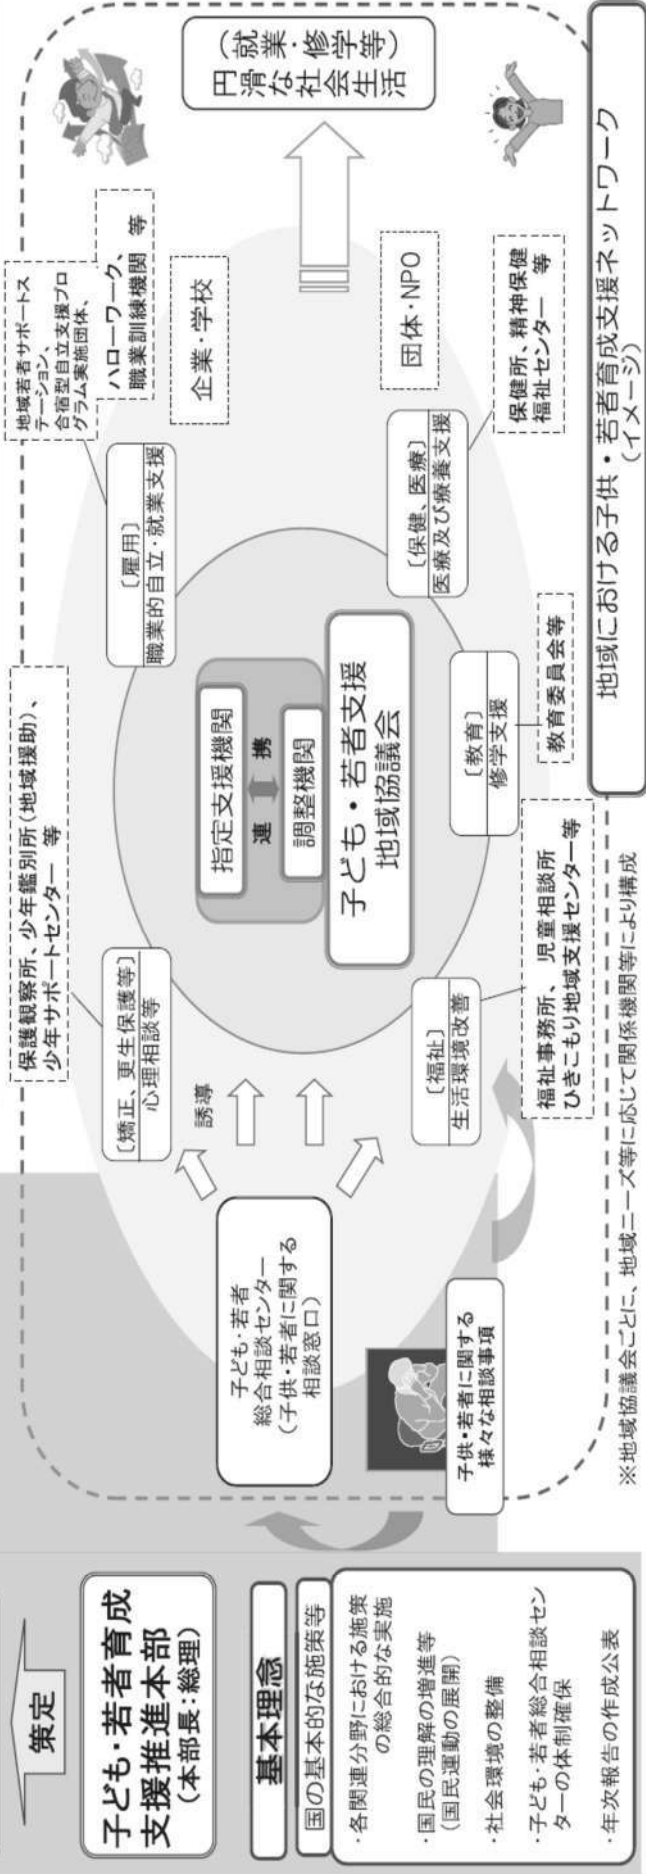 策定
子ども・若者育成
支援推進本部
（本部長：総理）
基本理念
国の基本的な施策等
・各関連分野における施策
の総合的な実施
・国民の理解の増進等
（国民運動の展開）
・社会環境の整備
・子ども・若者総合相談セン
ターの体制確保
・年次報告の作成公表
子ども・若者
総合相談センター
（子供・若者に関する
相談窓口）
子供・若者に関する
様々な相談事項
誘導
保護観察所、少年鑑別所（地域援助）、
少年サポートセンター　等
〔矯正、更生保護等〕
心理相談等
〔福祉〕
生活環境改善
福祉事務所、児童相談所
ひきこもり地域支援センター等
指定支援機関
連　携
調整機関
子ども・若者支援
地域協議会
〔教育〕
修学支援
教育委員会等
地域若者サポートス
テーション、
合宿型自立支援プロ
グラム実施団体、
ハローワーク、
職業訓練機関　等
〔雇用〕
職業的自立・就業支援
企業・学校
団体・NPO
〔保健、医療〕
医療及び療養支援
保健所、精神保健
福祉センター　等
（就業・修学等）
円滑な社会生活
地域における子供・若者育成支援ネットワーク
（イメージ）
※地域協議会ごとに、地域ニーズ等に応じて関係機関等により構成